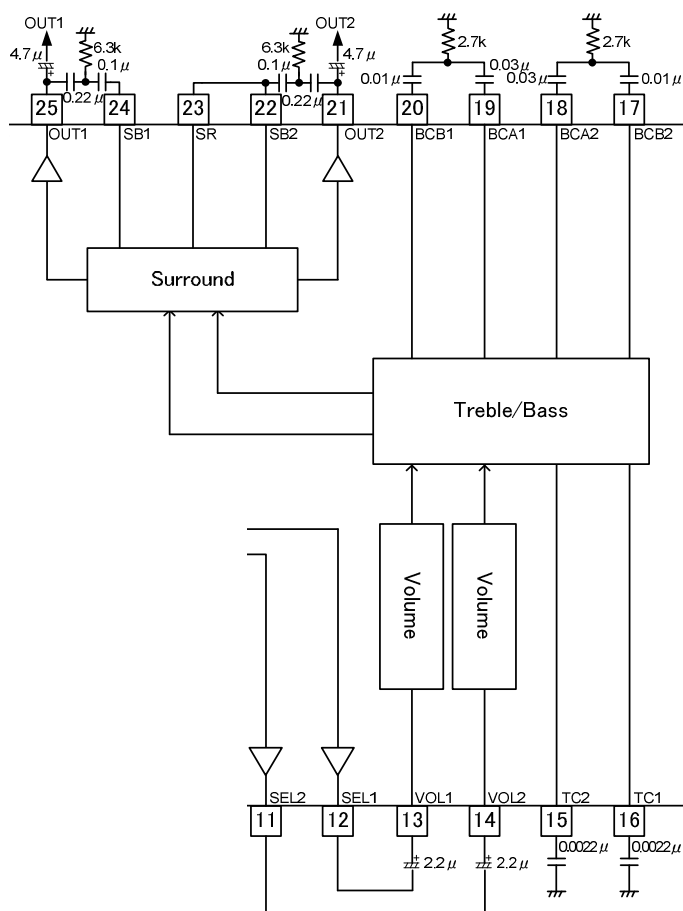 OUT1
OUT2
4.7μ
6.3k
0.1μ
0.22μ
6.3k
0.1μ
4.7μ
0.22μ
2.7k
0.01μ
0.03μ
2.7k
0.03μ
0.01μ
25 24 23 22 21 20 19 18 17
OUT1 SB1 SR SB2 OUT2 BCB1 BCA1 BCA2 BCB2
Surround
Treble/Bass
Volume
Volume
SEL2 SEL1 VOL1 VOL2 TC2 TC1
11 12 13 14 15 16
2.2μ
2.2μ
0.0022μ
0.0022μ